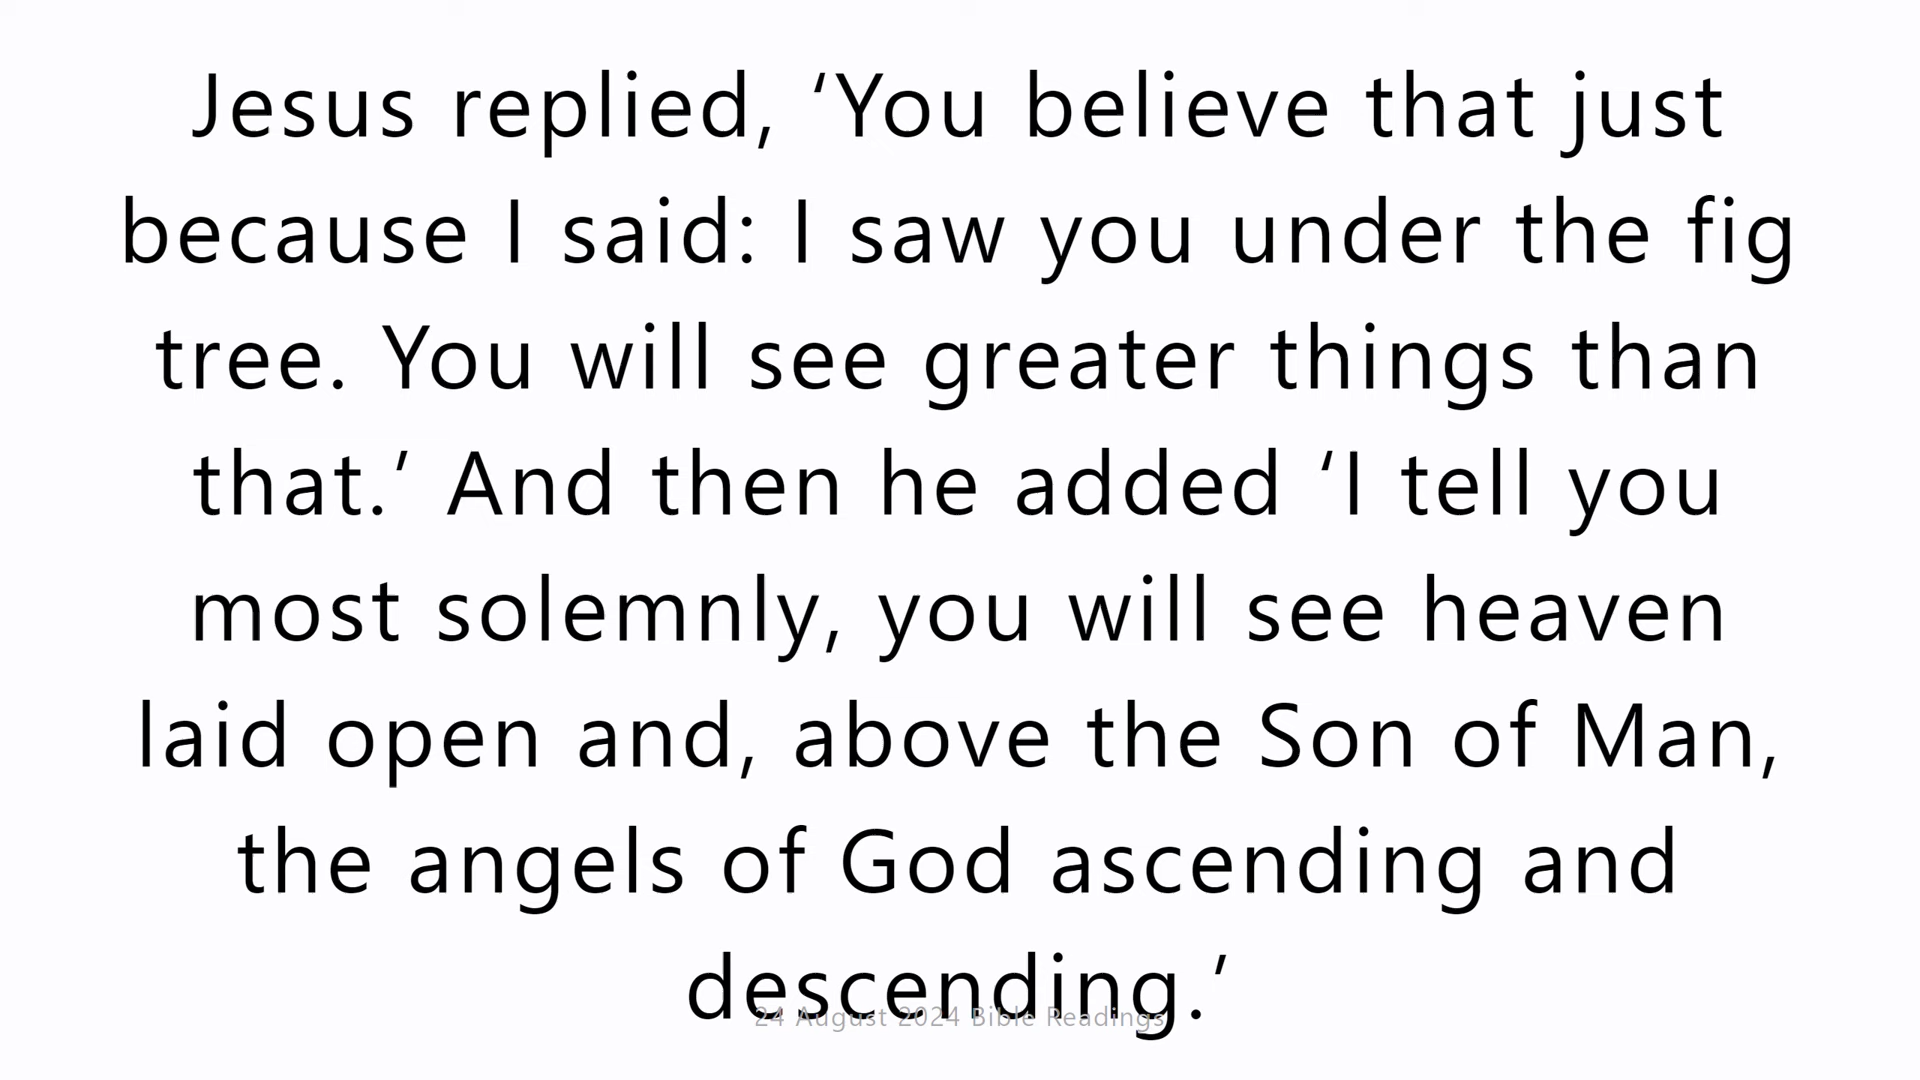 Jesus replied, ‘You believe that just
because I said: I saw you under the fig
tree. You will see greater things than
that.’ And then he added ‘I tell you
most solemnly, you will see heaven
laid open and, above the Son of Man,
the angels of God ascending and
descending.’
24 August 2024 Bible Readings